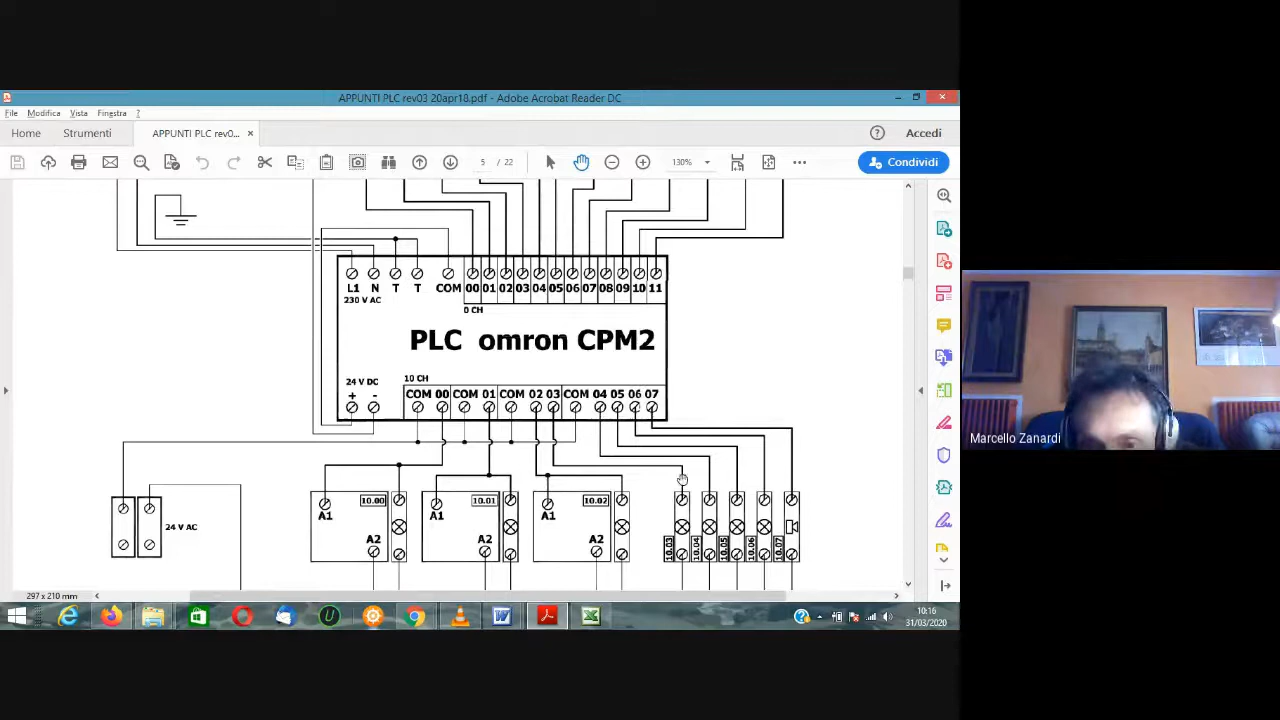 APPUNTI PLC rev03 20apr18.pdf - Adobe Acrobat Reader DC
File Modifica Vista Finestra ?
Home Strumenti APPUNTI PLC rev0... × Accedi
5 / 22 130% Condividi
L1 N T T COM 00 01 02 03 04 05 06 07 08 09 10 11
230 V AC
0 CH
PLC omron CPM2
24 V DC 10 CH
+ - COM 00 COM 01 COM 02 03 COM 04 05 06 07
Marcello Zanardi
10.00 10.01 10.02
A1 A1 A1
24 V AC
A2 A2 A2
10.03 10.04 10.05 10.06 10.07
297 x 210 mm
10:16
31/03/2020